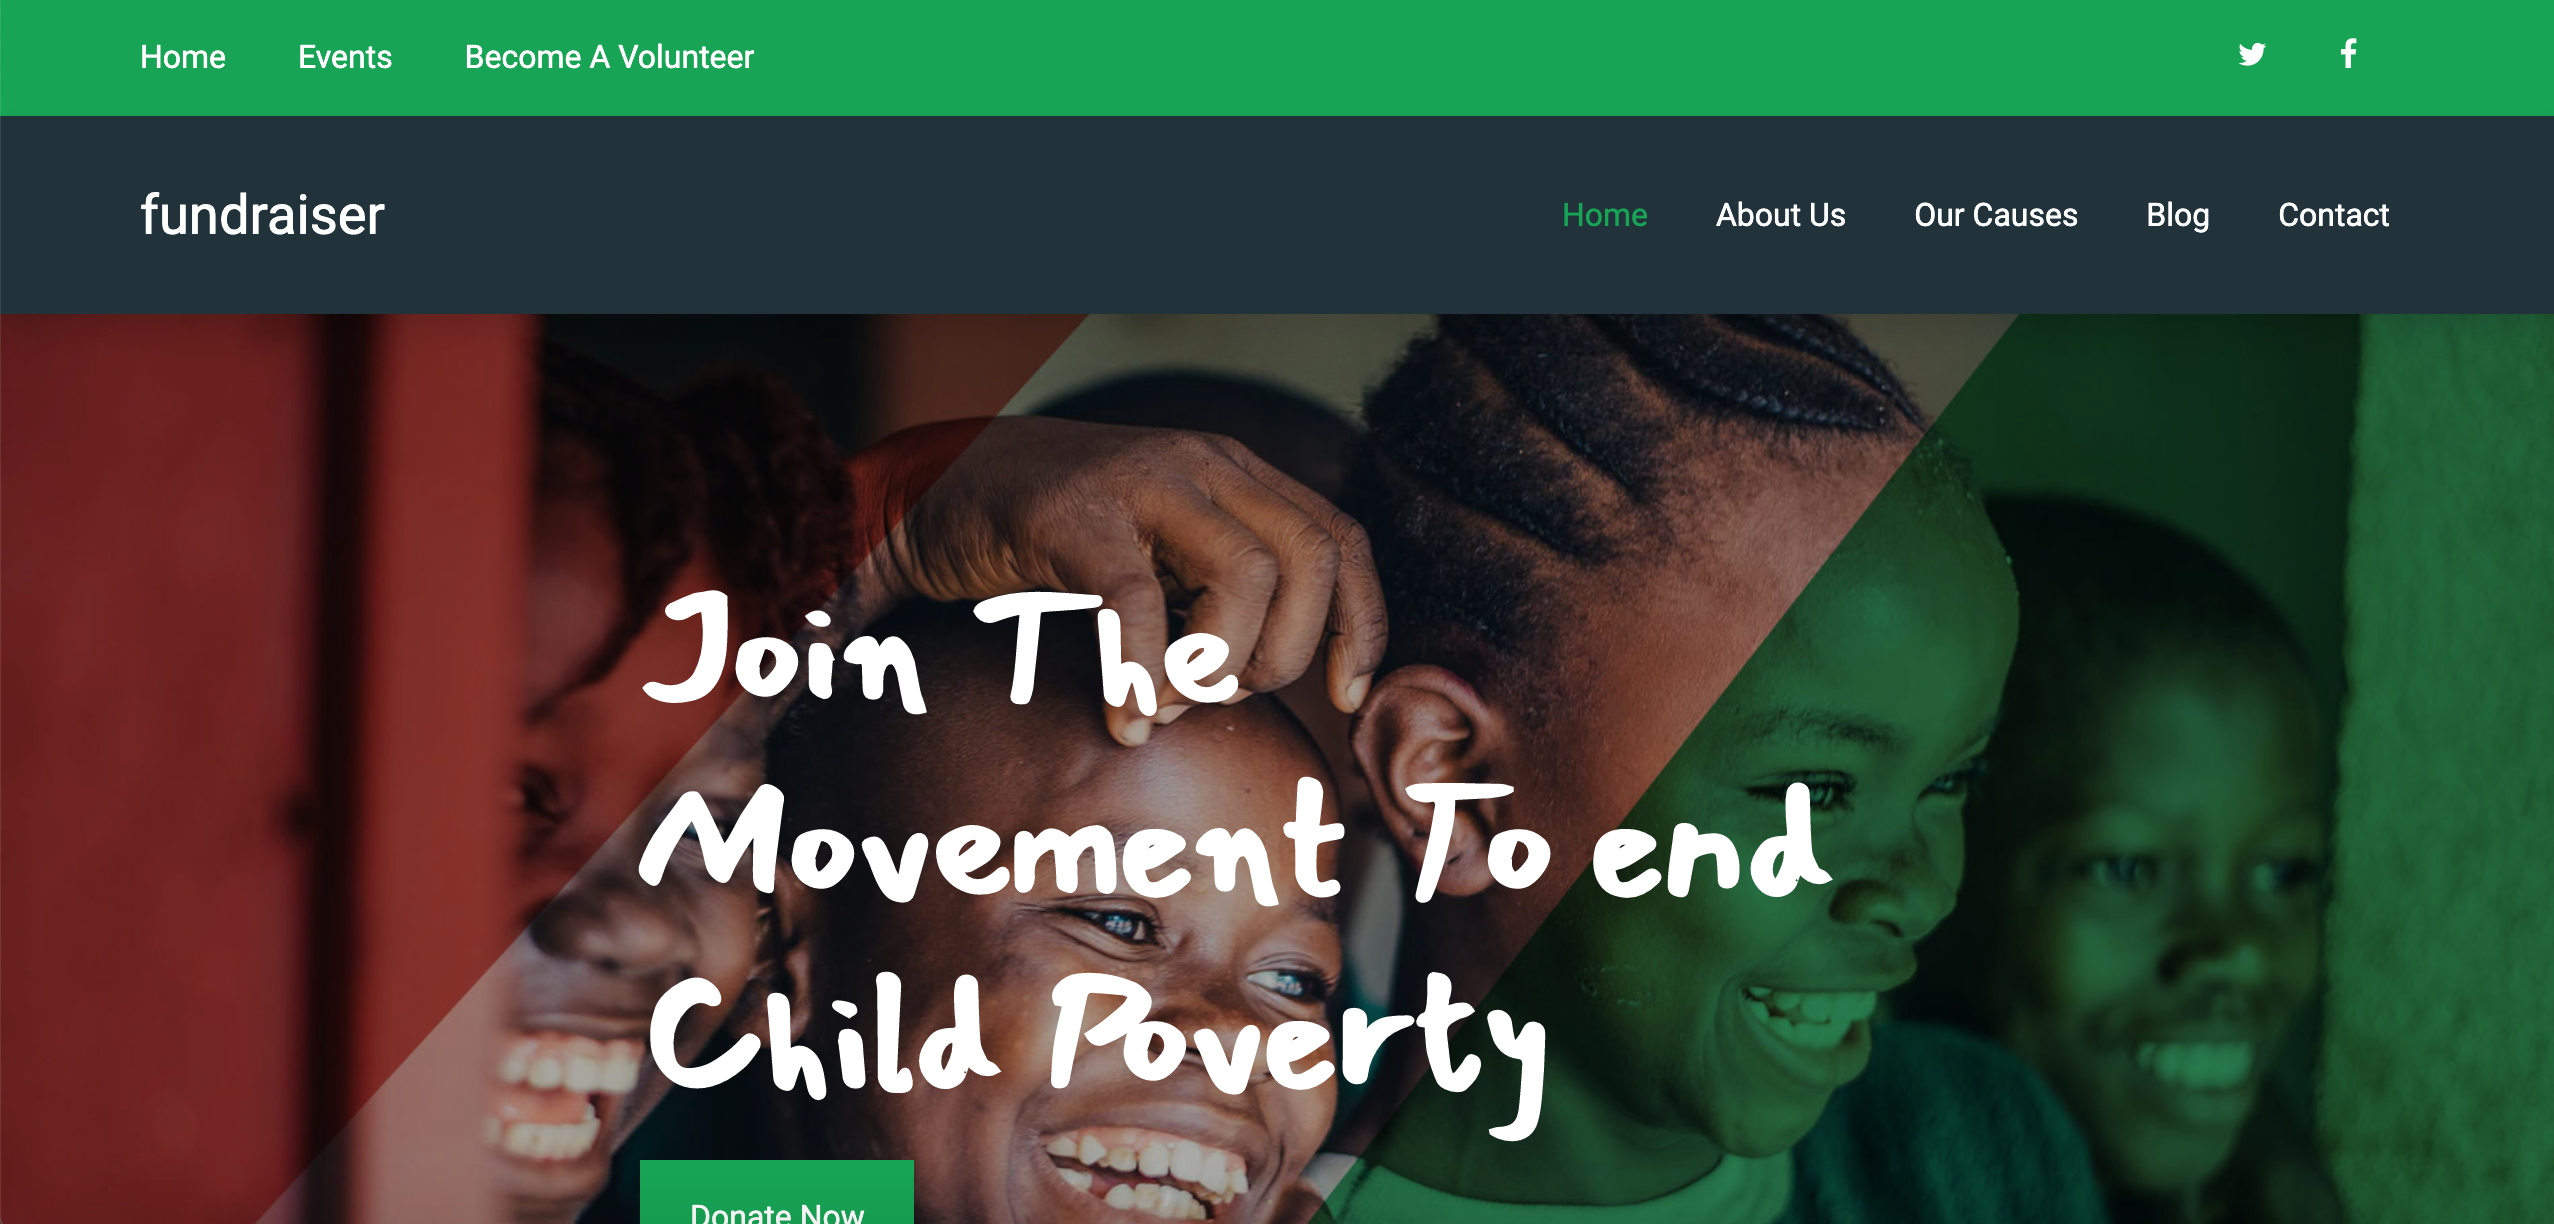 Home Events Become A Volunteer
fundraiser Home About Us Our Causes Blog Contact
Join The
Movement To end
Child Poverty
Donate Now